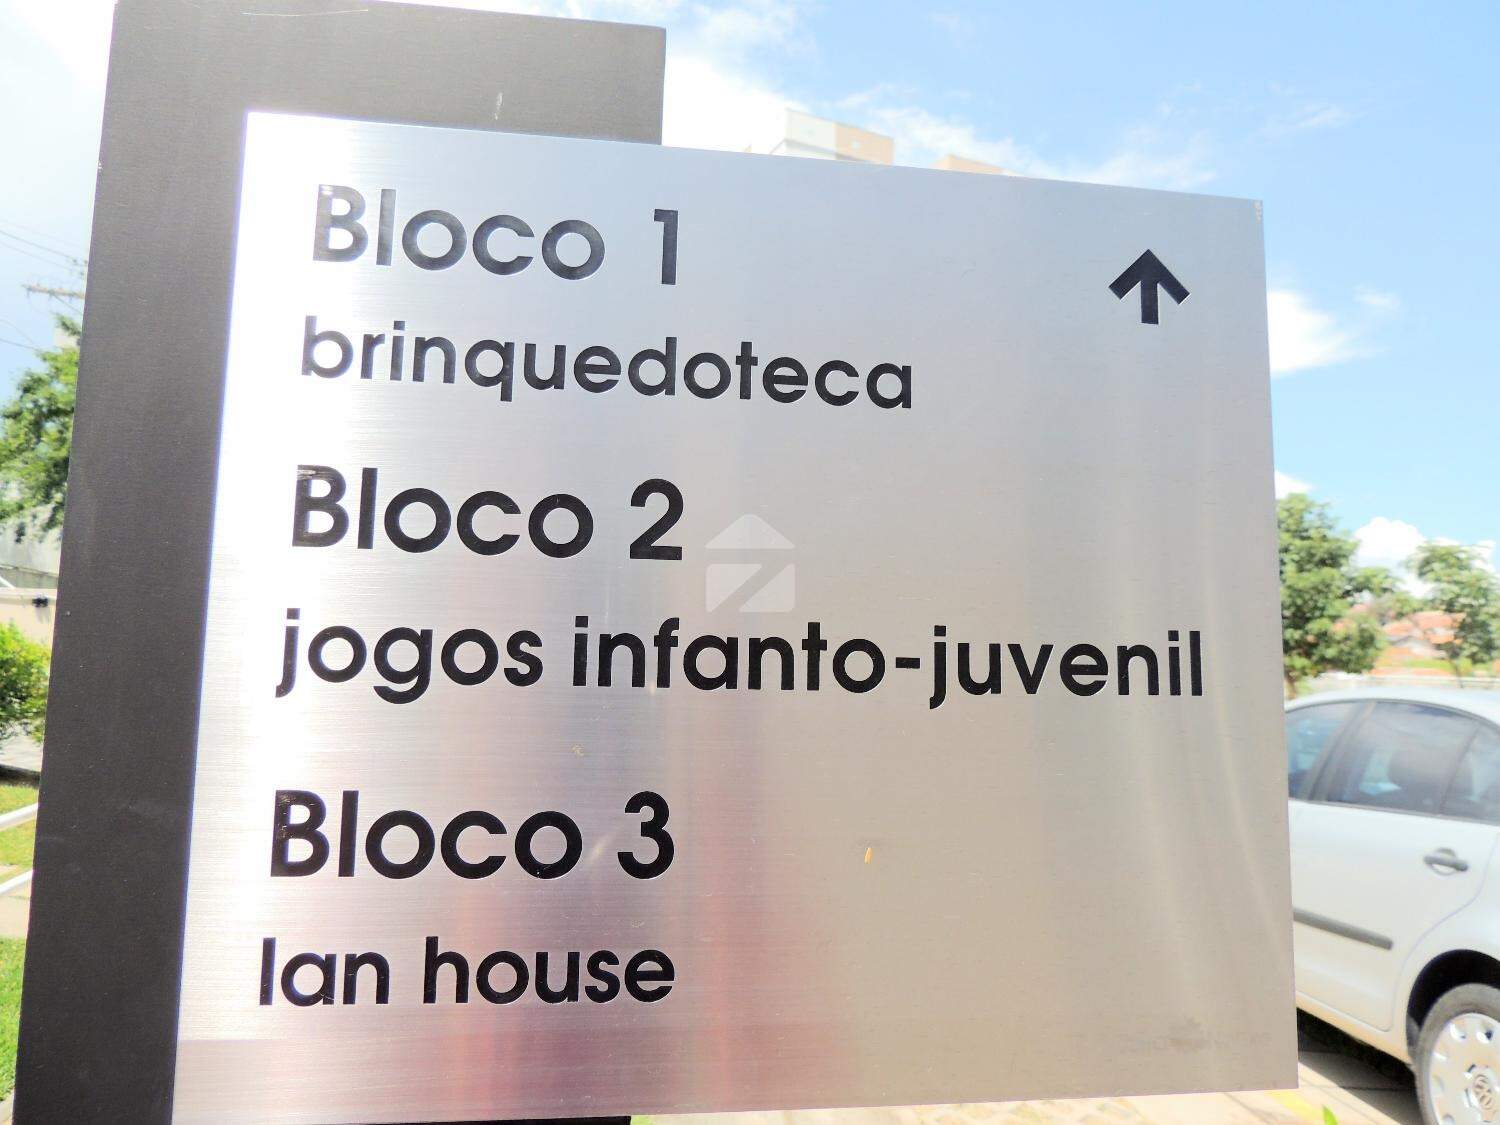 Bloco 1
brinquedoteca
Bloco 2
jogos infanto-juvenil
Bloco 3
lan house